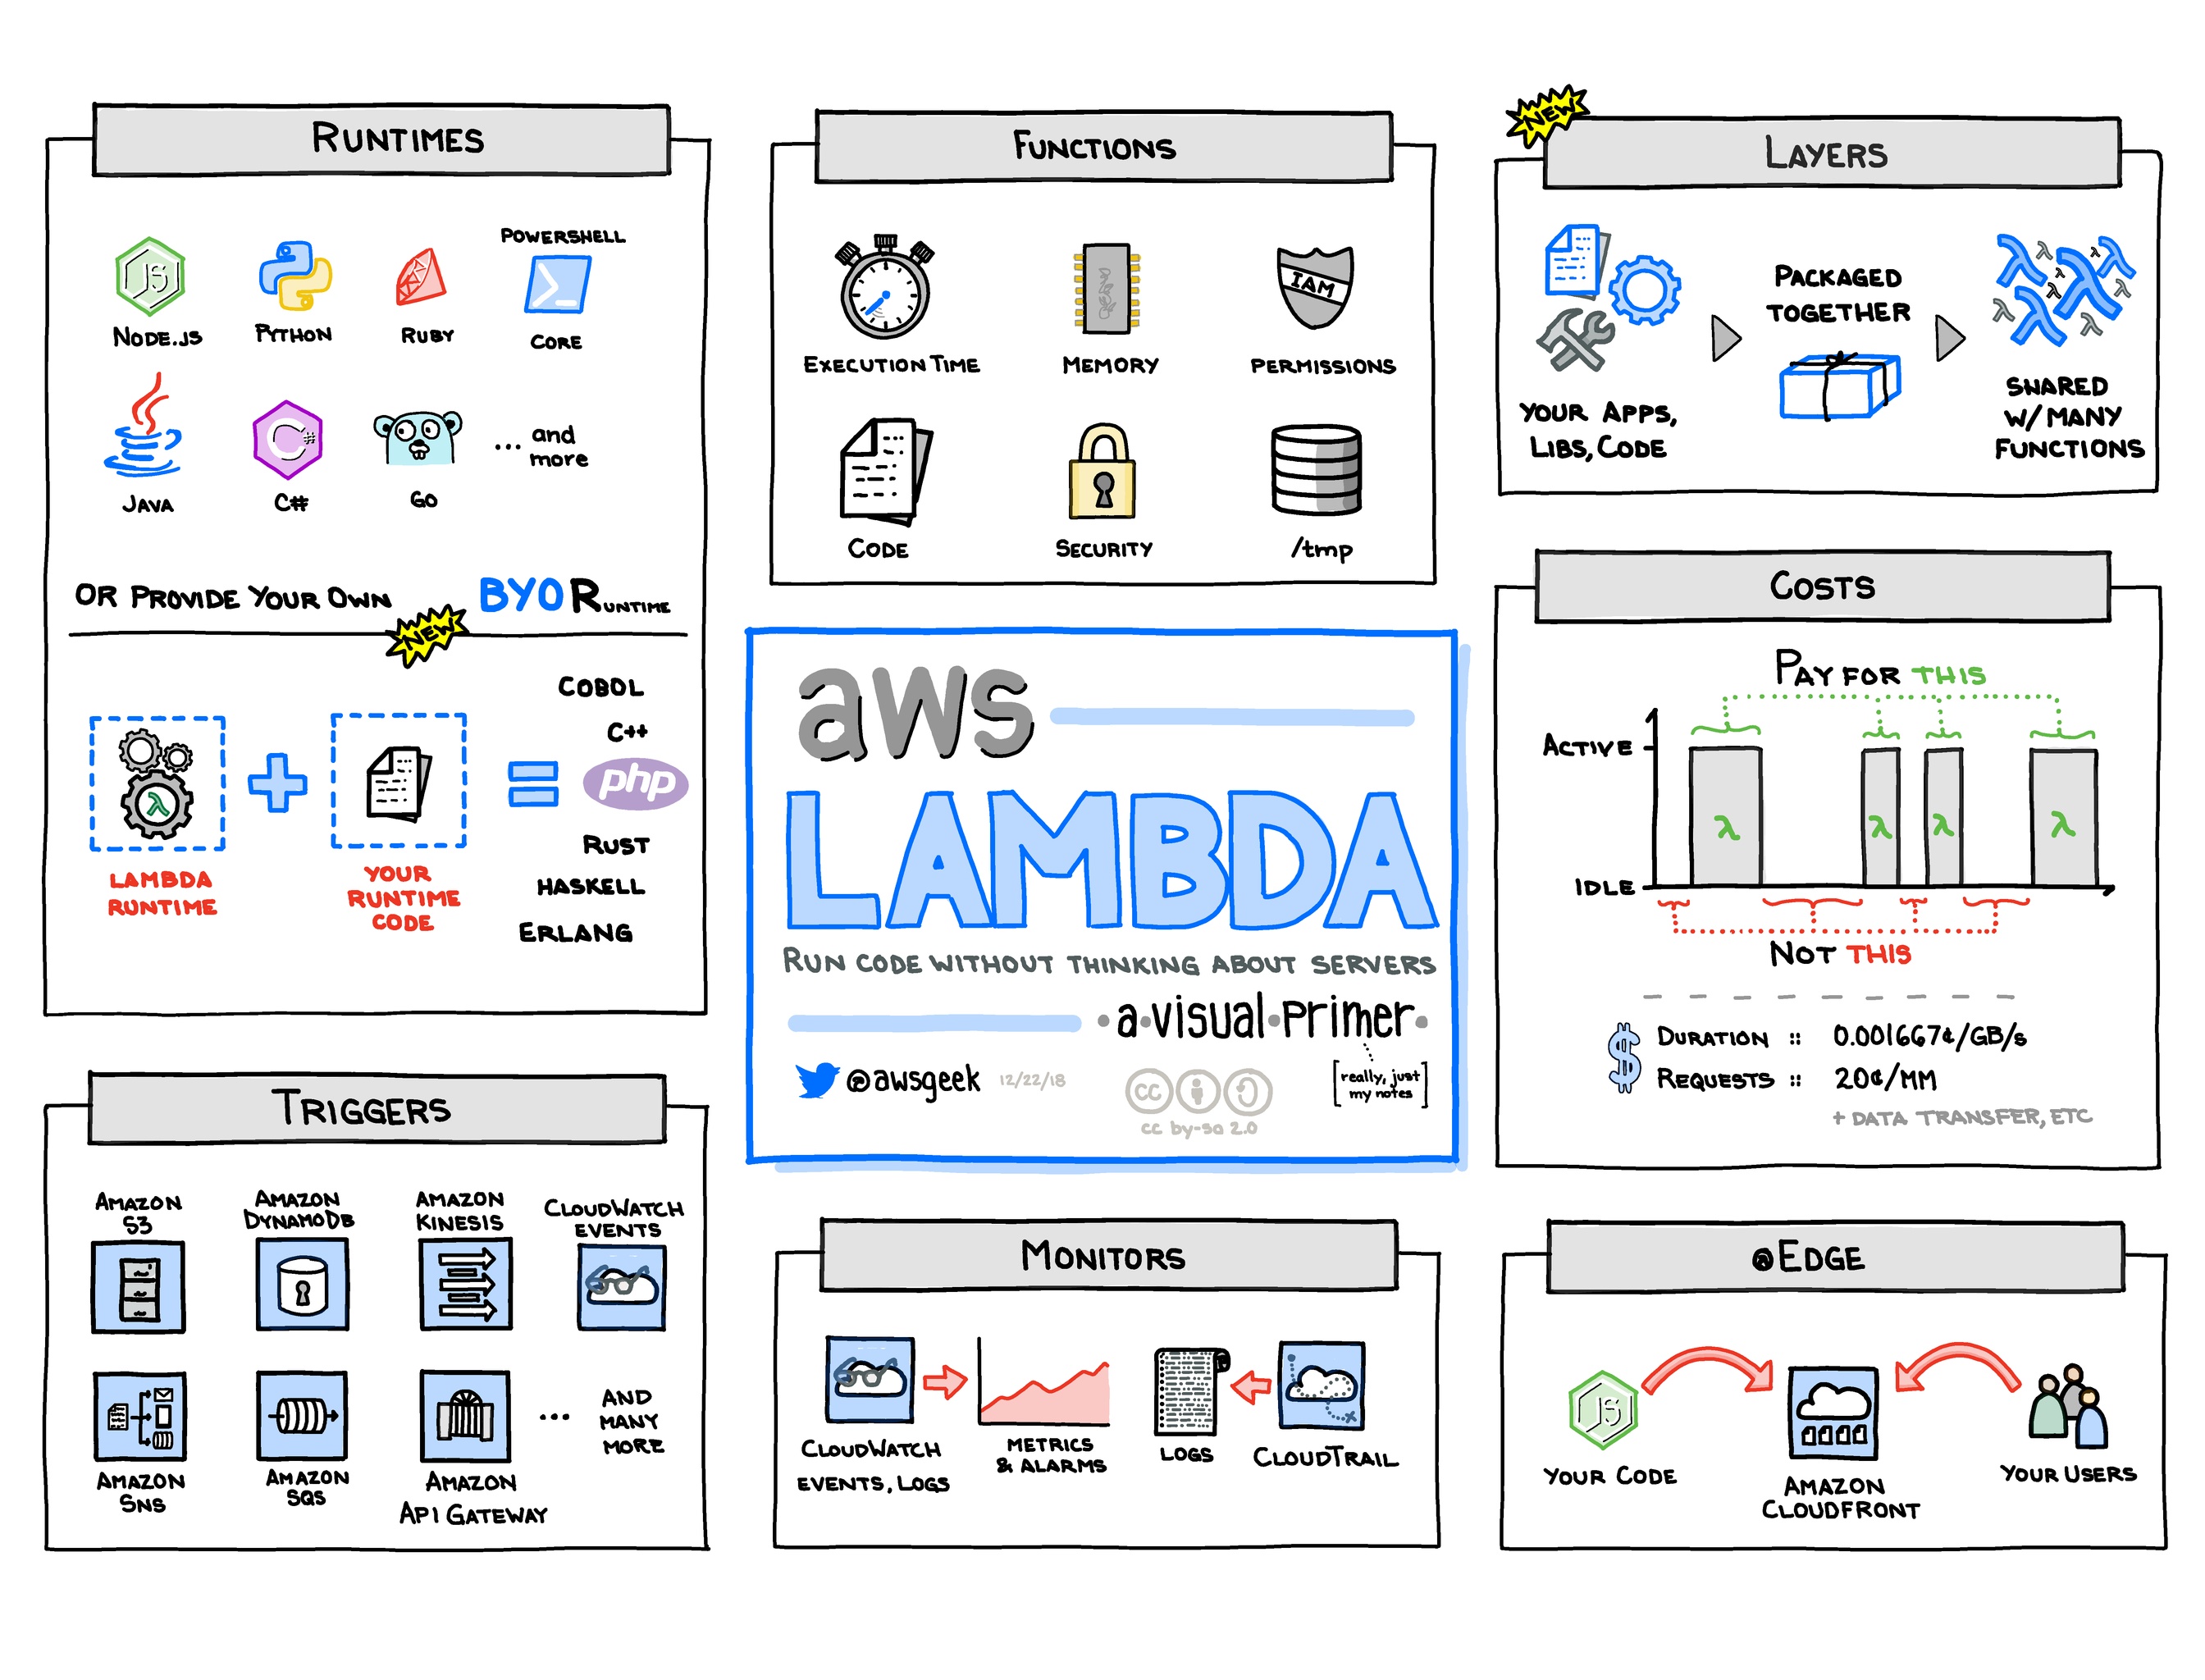 RUNTIMES
JS
NODE.JS
PYTHON
RUBY
POWERSHELL
CORE
JAVA
C#
C#
GO
... and
more
OR PROVIDE YOUR OWN
BYORUNTIME
NEW
λ
LAMBDA
RUNTIME
YOUR
RUNTIME
CODE
COBOL
C++
php
RUST
HASKELL
ERLANG
TRIGGERS
AMAZON
S3
AMAZON
DYNAMODB
AMAZON
KINESIS
CLOUDWATCH
EVENTS
AMAZON
SNS
AMAZON
SQS
AMAZON
API GATEWAY
... AND
MANY
MORE
FUNCTIONS
EXECUTION TIME
MEMORY
IAM
PERMISSIONS
CODE
SECURITY
/tmp
aws
LAMBDA
RUN CODE WITHOUT THINKING ABOUT SERVERS
·a·visual·primer·
@awsgeek
12/22/18
cc
cc by-sa 2.0
[really, just
my notes]
MONITORS
CLOUDWATCH
EVENTS, LOGS
METRICS
& ALARMS
LOGS
CLOUDTRAIL
NEW
LAYERS
YOUR APPS,
LIBS, CODE
PACKAGED
TOGETHER
λ λ λ λ λ λ λ λ λ λ
SHARED
W/ MANY
FUNCTIONS
COSTS
PAY FOR THIS
ACTIVE
λ λ λ λ
IDLE
NOT THIS
$
DURATION :: 0.001667¢/GB/s
REQUESTS :: 20¢/MM
+ DATA TRANSFER, ETC
@EDGE
JS
YOUR CODE
AMAZON
CLOUDFRONT
YOUR USERS